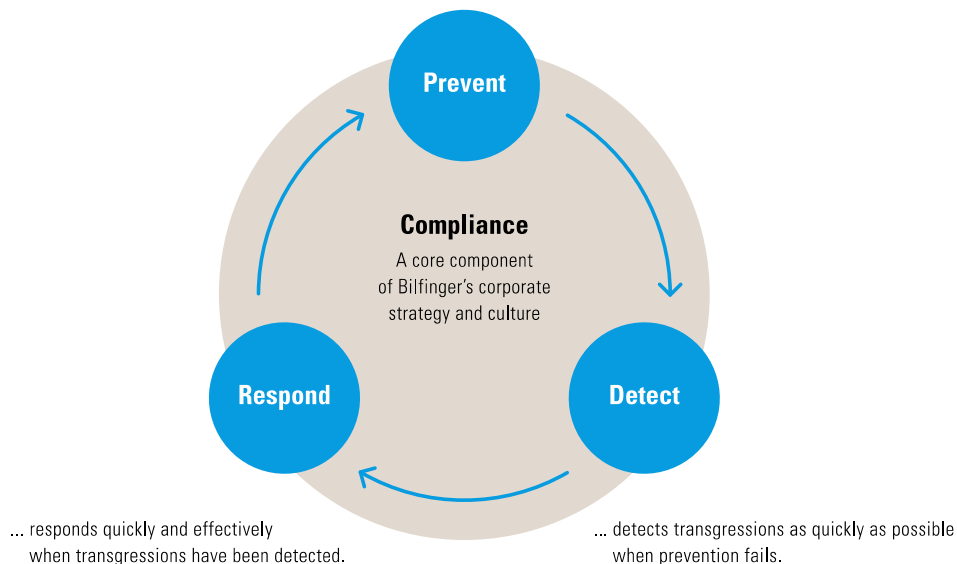 Prevent
Compliance
A core component
of Bilfinger's corporate
strategy and culture
Respond
Detect
... responds quickly and effectively
when transgressions have been detected.
... detects transgressions as quickly as possible
when prevention fails.